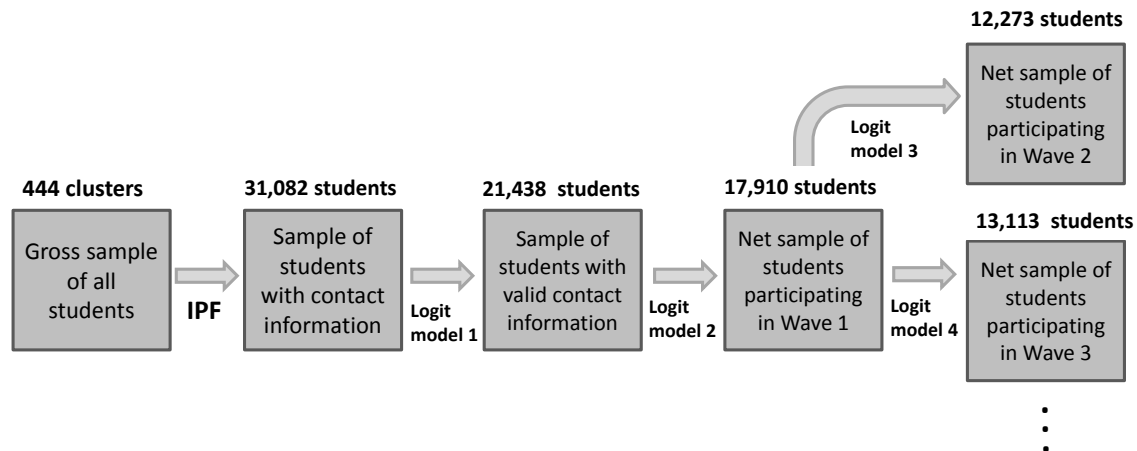 12,273 students
Net sample of
students
participating
in Wave 2
Logit
model 3
444 clusters
Gross sample
of all
students
IPF
31,082 students
Sample of
students
with contact
information
Logit
model 1
21,438 students
Sample of
students with
valid contact
information
Logit
model 2
17,910 students
Net sample of
students
participating
in Wave 1
Logit
model 4
13,113 students
Net sample of
students
participating
in Wave 3